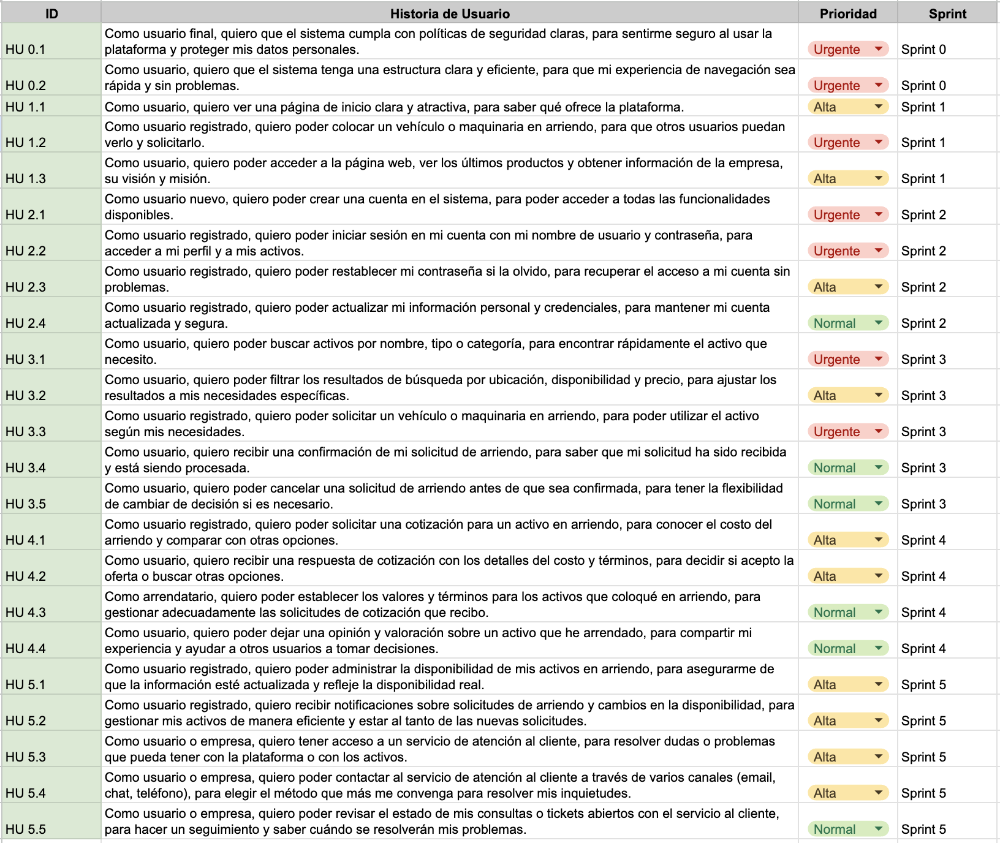 ID Historia de Usuario Prioridad Sprint
Como usuario final, quiero que el sistema cumpla con políticas de seguridad claras, para sentirme seguro al usar la
HU 0.1 plataforma y proteger mis datos personales. Urgente Sprint 0
Como usuario, quiero que el sistema tenga una estructura clara y eficiente, para que mi experiencia de navegación sea
HU 0.2 rápida y sin problemas. Urgente Sprint 0
HU 1.1 Como usuario, quiero ver una página de inicio clara y atractiva, para saber qué ofrece la plataforma. Alta Sprint 1
Como usuario registrado, quiero poder colocar un vehículo o maquinaria en arriendo, para que otros usuarios puedan
HU 1.2 verlo y solicitarlo. Urgente Sprint 1
Como usuario, quiero poder acceder a la página web, ver los últimos productos y obtener información de la empresa,
HU 1.3 su visión y misión. Alta Sprint 1
Como usuario nuevo, quiero poder crear una cuenta en el sistema, para poder acceder a todas las funcionalidades
HU 2.1 disponibles. Urgente Sprint 2
Como usuario registrado, quiero poder iniciar sesión en mi cuenta con mi nombre de usuario y contraseña, para
HU 2.2 acceder a mi perfil y a mis activos. Urgente Sprint 2
Como usuario registrado, quiero poder restablecer mi contraseña si la olvido, para recuperar el acceso a mi cuenta sin
HU 2.3 problemas. Alta Sprint 2
Como usuario registrado, quiero poder actualizar mi información personal y credenciales, para mantener mi cuenta
HU 2.4 actualizada y segura. Normal Sprint 2
Como usuario, quiero poder buscar activos por nombre, tipo o categoría, para encontrar rápidamente el activo que
HU 3.1 necesito. Urgente Sprint 3
Como usuario, quiero poder filtrar los resultados de búsqueda por ubicación, disponibilidad y precio, para ajustar los
HU 3.2 resultados a mis necesidades específicas. Alta Sprint 3
Como usuario registrado, quiero poder solicitar un vehículo o maquinaria en arriendo, para poder utilizar el activo
HU 3.3 según mis necesidades. Urgente Sprint 3
Como usuario, quiero recibir una confirmación de mi solicitud de arriendo, para saber que mi solicitud ha sido recibida
HU 3.4 y está siendo procesada. Normal Sprint 3
Como usuario, quiero poder cancelar una solicitud de arriendo antes de que sea confirmada, para tener la flexibilidad
HU 3.5 de cambiar de decisión si es necesario. Normal Sprint 3
Como usuario registrado, quiero poder solicitar una cotización para un activo en arriendo, para conocer el costo del
HU 4.1 arriendo y comparar con otras opciones. Alta Sprint 4
Como usuario, quiero recibir una respuesta de cotización con los detalles del costo y términos, para decidir si acepto la
HU 4.2 oferta o buscar otras opciones. Alta Sprint 4
Como arrendatario, quiero poder establecer los valores y términos para los activos que coloqué en arriendo, para
HU 4.3 gestionar adecuadamente las solicitudes de cotización que recibo. Normal Sprint 4
Como usuario, quiero poder dejar una opinión y valoración sobre un activo que he arrendado, para compartir mi
HU 4.4 experiencia y ayudar a otros usuarios a tomar decisiones. Normal Sprint 4
Como usuario registrado, quiero poder administrar la disponibilidad de mis activos en arriendo, para asegurarme de
HU 5.1 que la información esté actualizada y refleje la disponibilidad real. Alta Sprint 5
Como usuario registrado, quiero recibir notificaciones sobre solicitudes de arriendo y cambios en la disponibilidad, para
HU 5.2 gestionar mis activos de manera eficiente y estar al tanto de las nuevas solicitudes. Alta Sprint 5
Como usuario o empresa, quiero tener acceso a un servicio de atención al cliente, para resolver dudas o problemas
HU 5.3 que pueda tener con la plataforma o con los activos. Alta Sprint 5
Como usuario o empresa, quiero poder contactar al servicio de atención al cliente a través de varios canales (email,
HU 5.4 chat, teléfono), para elegir el método que más me convenga para resolver mis inquietudes. Alta Sprint 5
Como usuario o empresa, quiero poder revisar el estado de mis consultas o tickets abiertos con el servicio al cliente,
HU 5.5 para hacer un seguimiento y saber cuándo se resolverán mis problemas. Normal Sprint 5